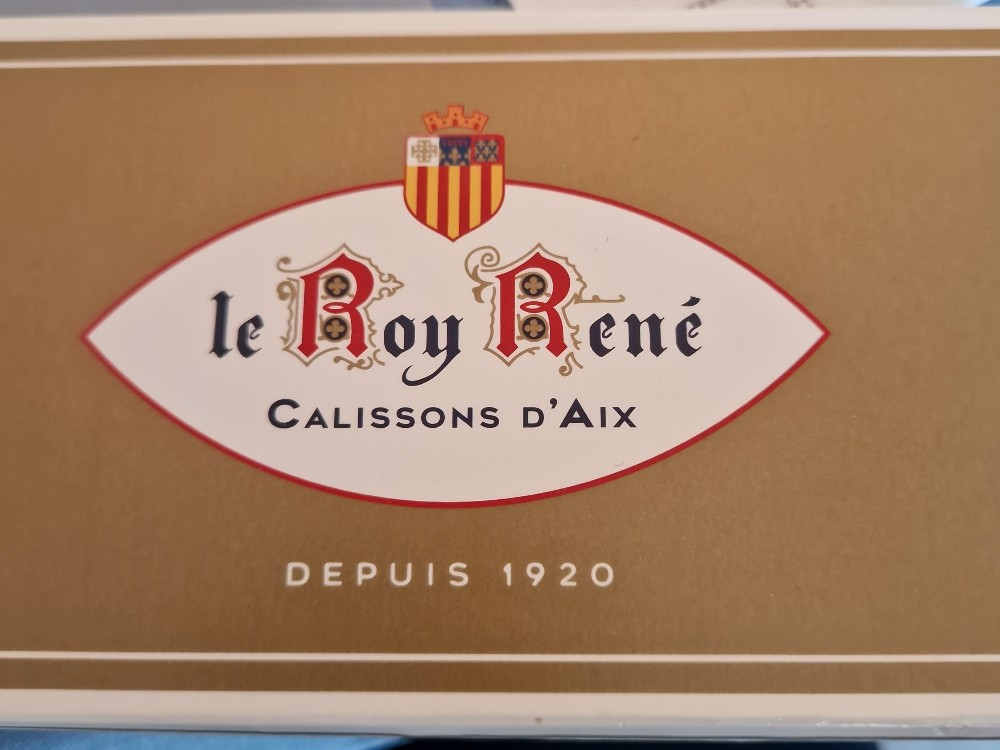 le Roy René
CALISSONS D'AIX
DEPUIS 1920